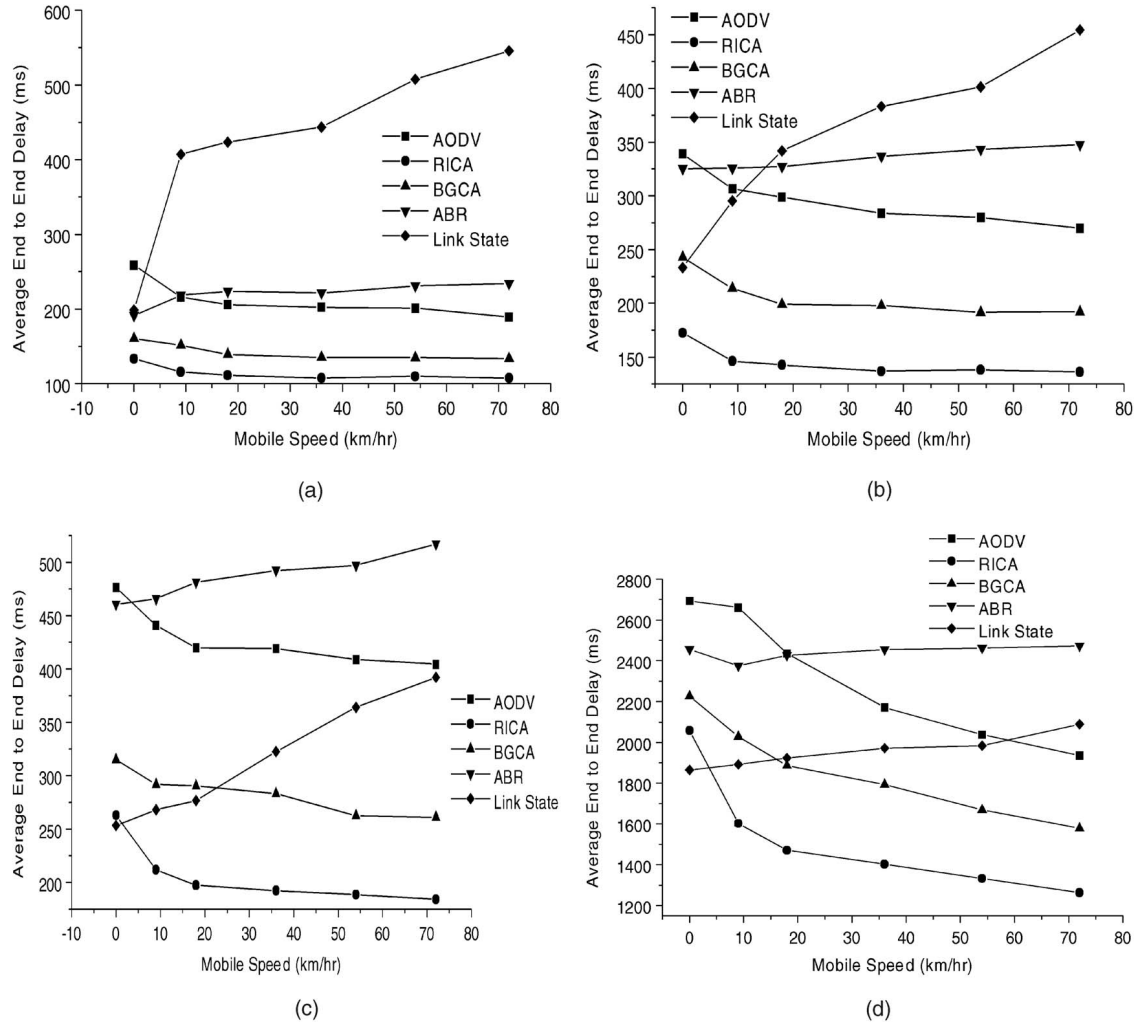 600
500
400
300
200
100
-10 0 10 20 30 40 50 60 70 80
Average End to End Delay (ms)
Mobile Speed (km/hr)
AODV
RICA
BGCA
ABR
Link State
(a)
450
400
350
300
250
200
150
0 10 20 30 40 50 60 70 80
Average End to End Delay (ms)
Mobile Speed (km/hr)
AODV
RICA
BGCA
ABR
Link State
(b)
500
450
400
350
300
250
200
-10 0 10 20 30 40 50 60 70 80
Average End to End Delay (ms)
Mobile Speed (km/hr)
AODV
RICA
BGCA
ABR
Link State
(c)
2800
2600
2400
2200
2000
1800
1600
1400
1200
0 10 20 30 40 50 60 70 80
Average End to End Delay (ms)
Mobile Speed (km/hr)
AODV
RICA
BGCA
ABR
Link State
(d)